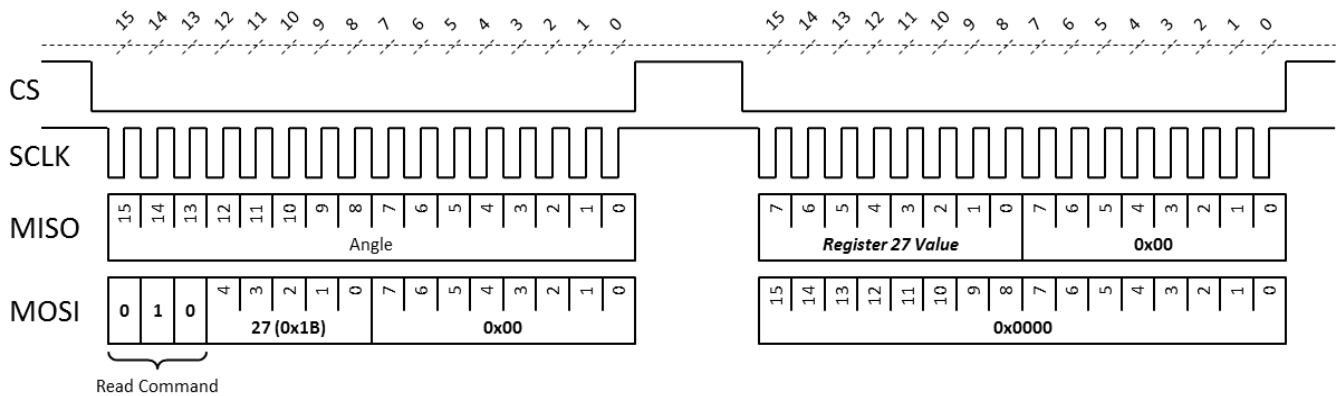 15 14 13 12 11 10 9 8 7 6 5 4 3 2 1 0 15 14 13 12 11 10 9 8 7 6 5 4 3 2 1 0
CS
SCLK
MISO 15 14 13 12 11 10 9 8 7 6 5 4 3 2 1 0 7 6 5 4 3 2 1 0 7 6 5 4 3 2 1 0
Angle Register 27 Value 0x00
MOSI 0 1 0 4 3 2 1 0 7 6 5 4 3 2 1 0 15 14 13 12 11 10 9 8 7 6 5 4 3 2 1 0
27 (0x1B) 0x00 0x0000
Read Command